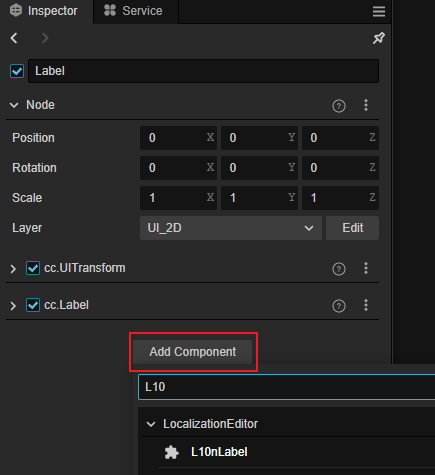 Inspector Service
Label
Node
Position 0 X 0 Y 0 Z
Rotation 0 X 0 Y 0 Z
Scale 1 X 1 Y 1 Z
Layer UI_2D Edit
cc.UITransform
cc.Label
Add Component
L10
LocalizationEditor
L10nLabel